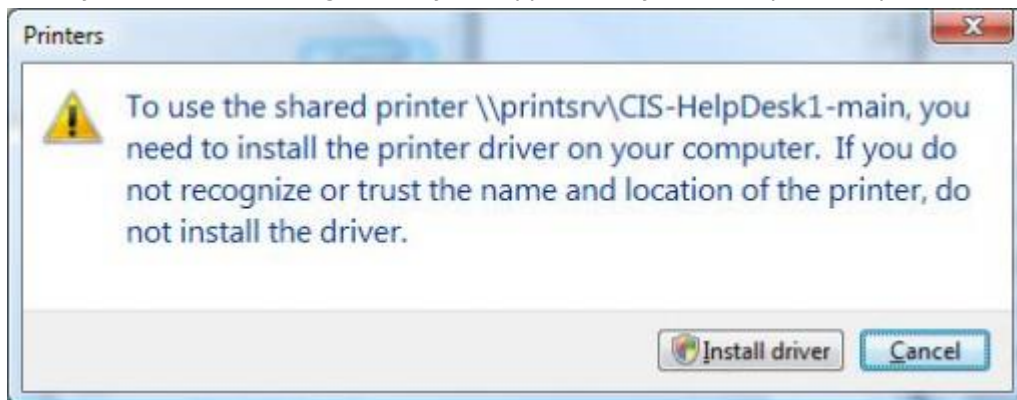 Printers
To use the shared printer \\printsrv\CIS-HelpDesk1-main, you
need to install the printer driver on your computer.  If you do
not recognize or trust the name and location of the printer, do
not install the driver.
Install driver
Cancel